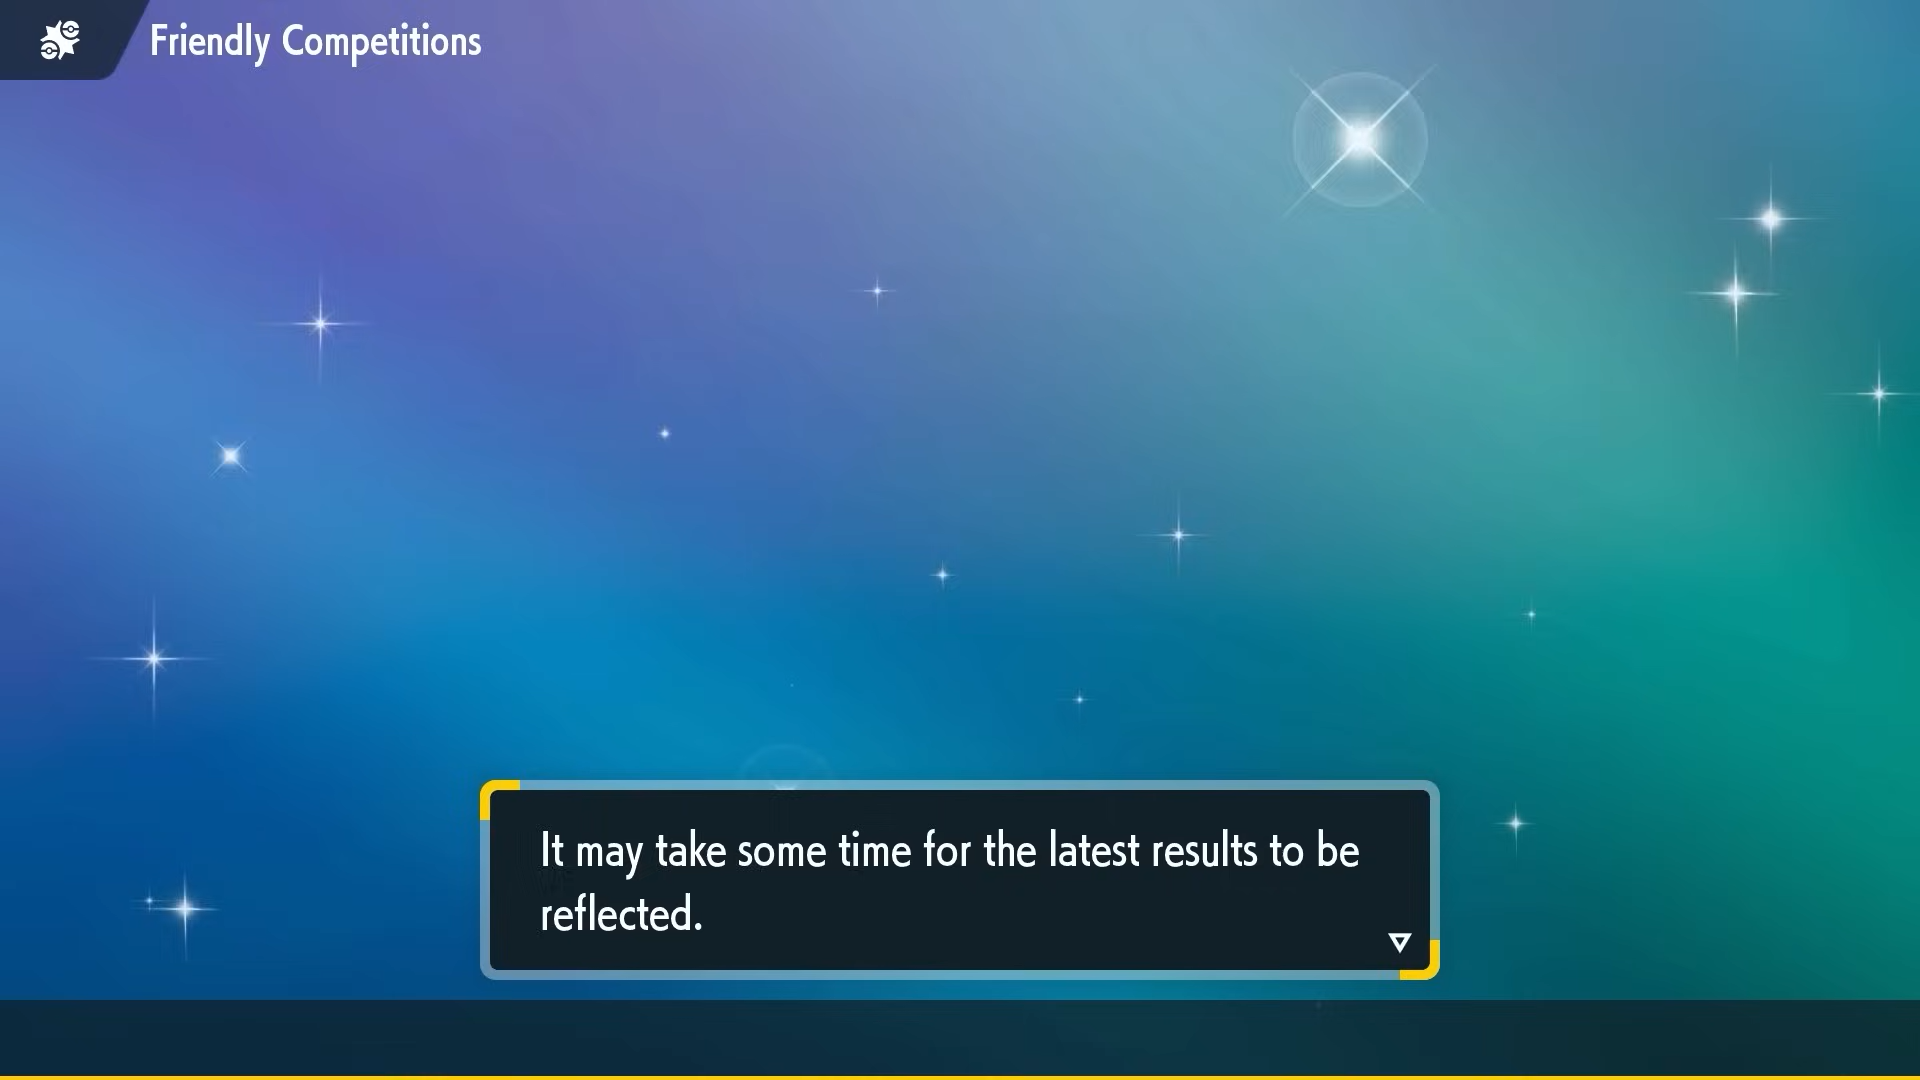 Friendly Competitions
It may take some time for the latest results to be
reflected.